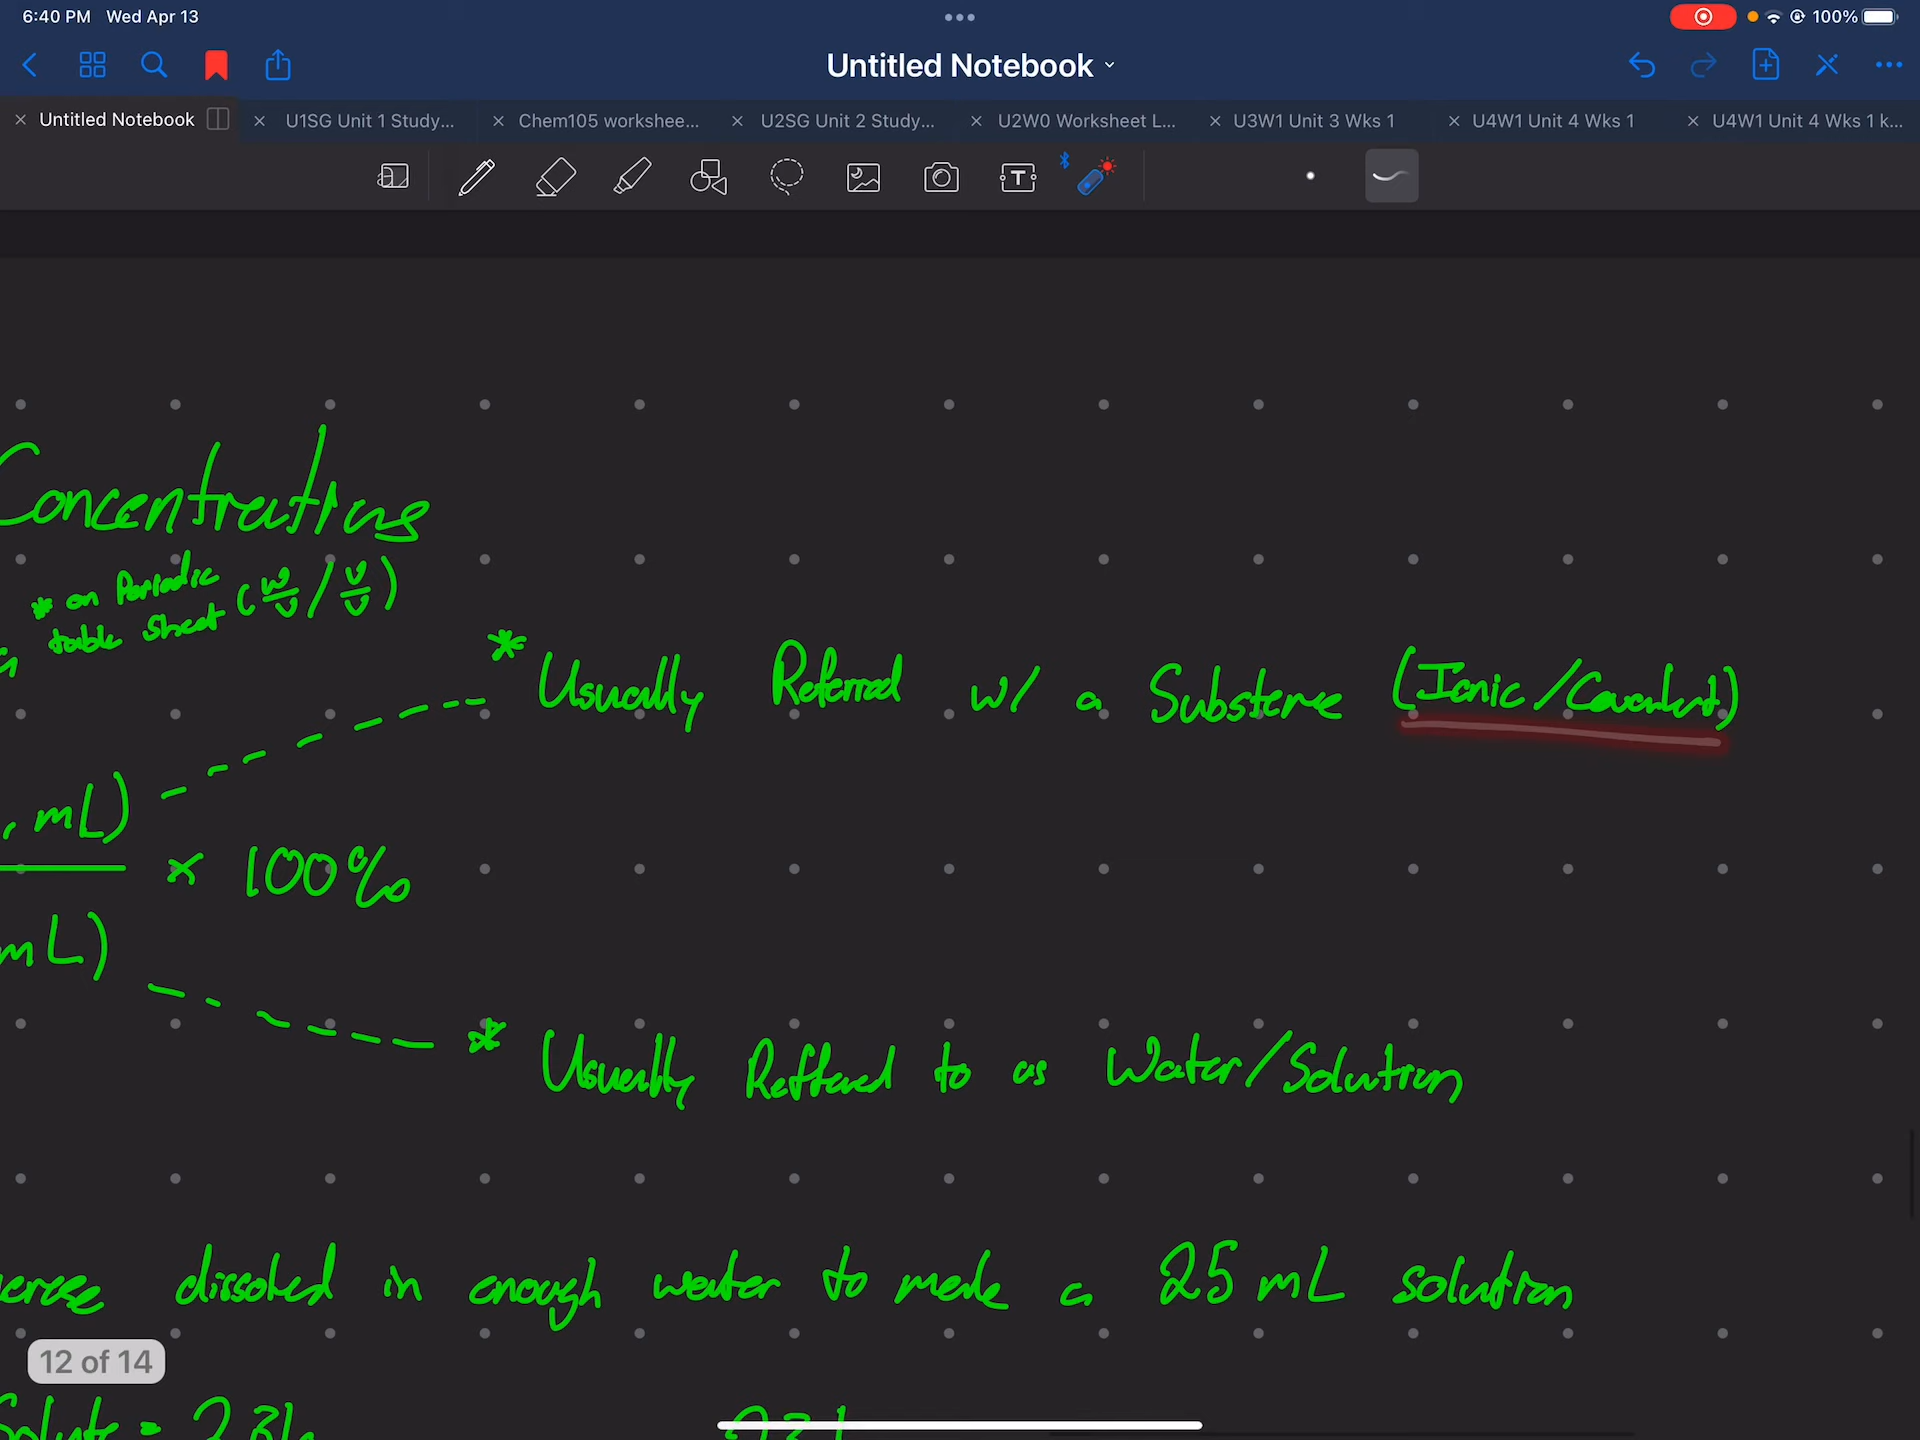 6:40 PM Wed Apr 13
100%
Untitled Notebook
Untitled Notebook
U1SG Unit 1 Study...
Chem105 workshee...
U2SG Unit 2 Study...
U2W0 Worksheet L...
U3W1 Unit 3 Wks 1
U4W1 Unit 4 Wks 1
U4W1 Unit 4 Wks 1 k...
Concentrations
* on Periodic
table sheet (w/v / v/v)
* Usually Referred w/ a Substance (Ionic/Covalent)
, mL)
x 100%
mL)
* Usually Reffered to as Water/Solution
dissolved in enough water to make a 25 mL solution
12 of 14
Solute =